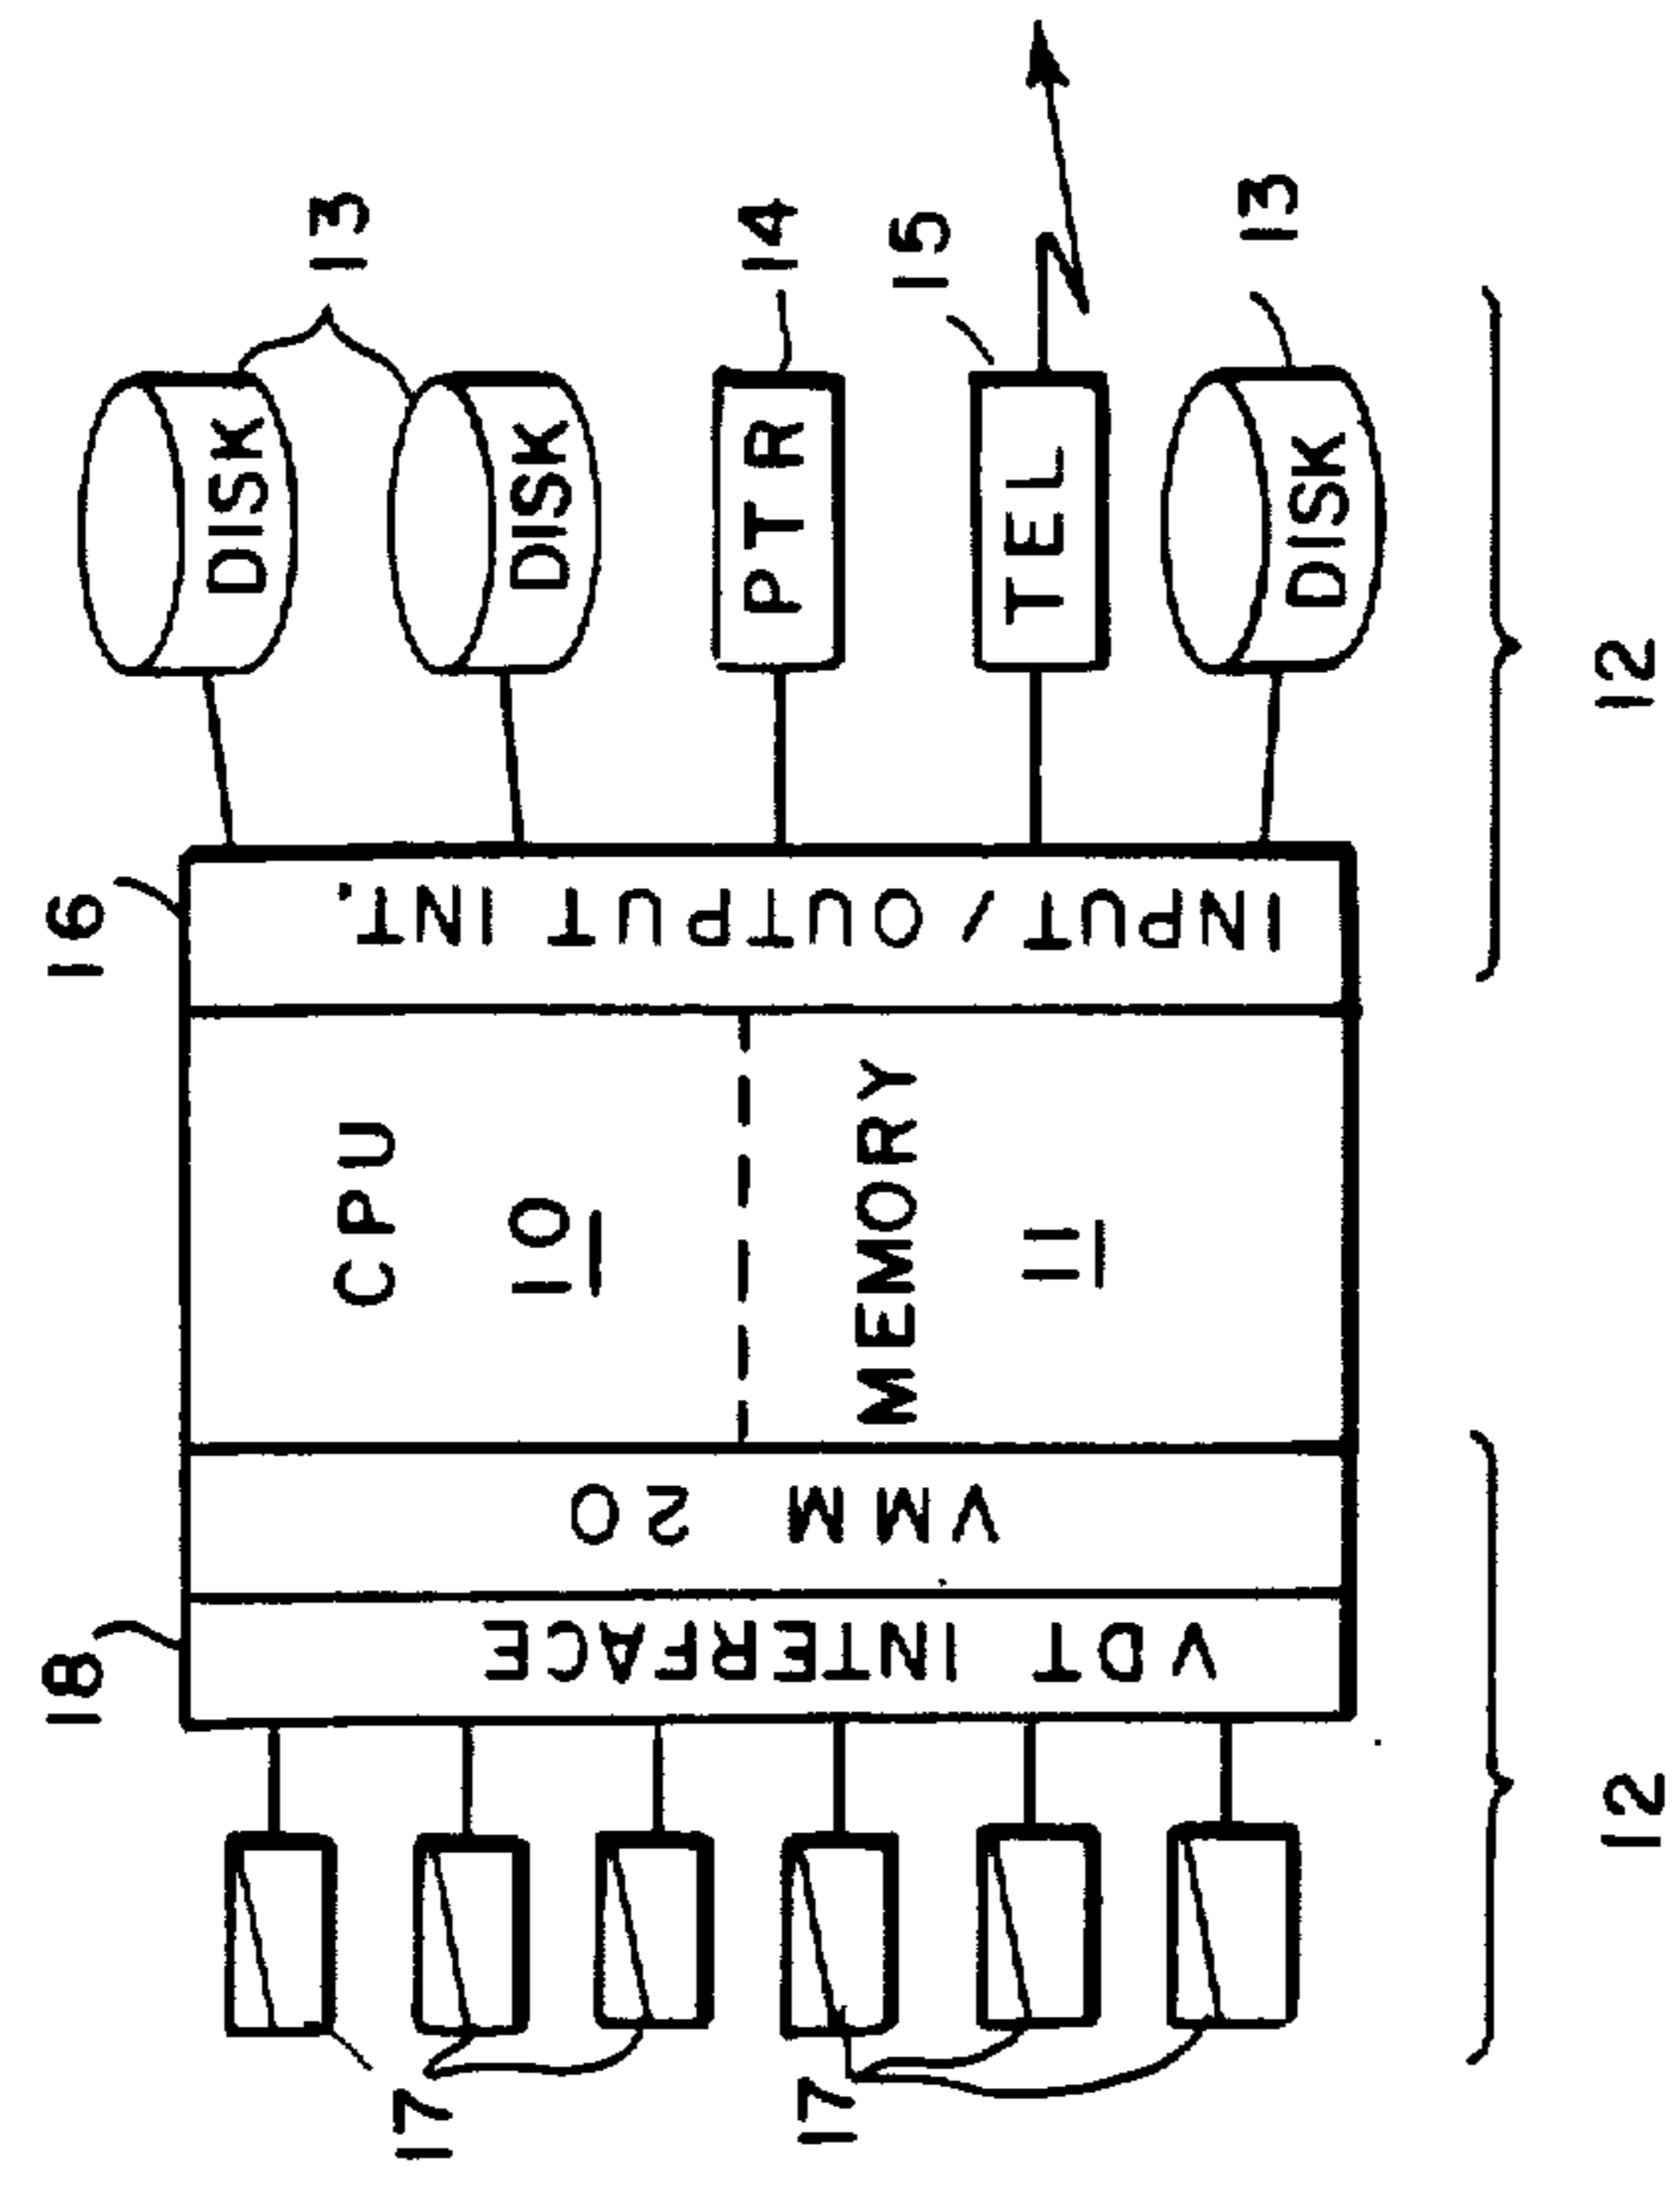 13
14
15
13
DISK
DISK
PTR
TEL
DISK
12
16
INPUT / OUTPUT INT.
CPU
10
MEMORY
11
VMM 20
18
VDT INTERFACE
12
17
17